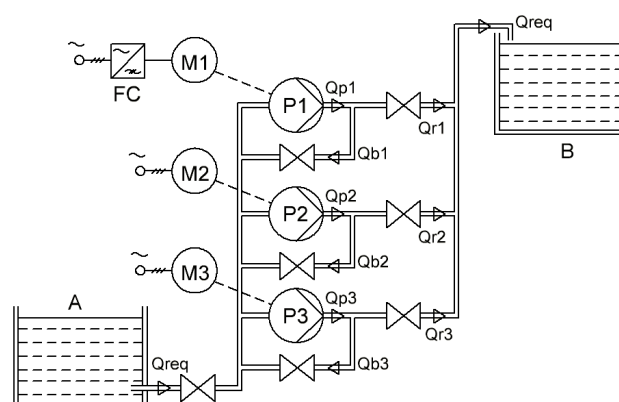 Qreq
M1
FC
Qp1
P1
Qr1
B
Qb1
M2
Qp2
P2
Qr2
Qb2
M3
A
Qp3
P3
Qr3
Qreq
Qb3